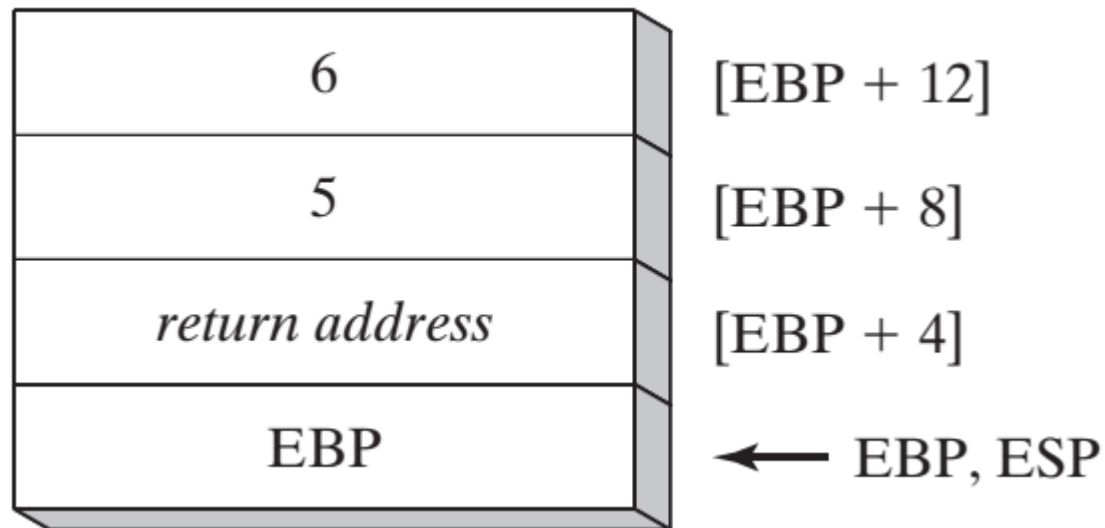 6 [EBP + 12]
5 [EBP + 8]
return address [EBP + 4]
EBP EBP, ESP